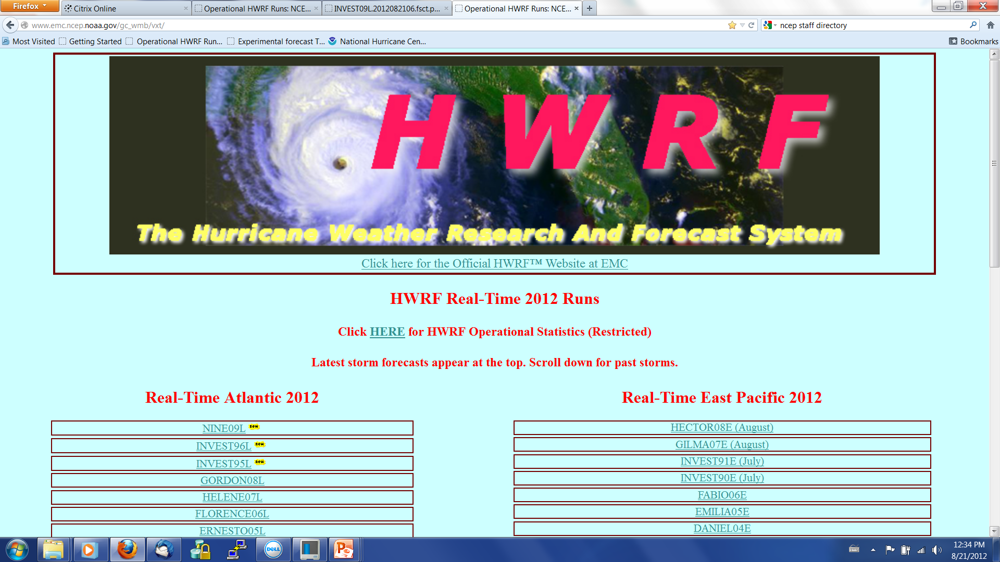 Firefox
Citrix Online
Operational HWRF Runs: NCE...
INVEST09L.2012082106.fsct.p...
Operational HWRF Runs: NCE...
www.emc.ncep.noaa.gov/gc_wmb/vxt/
ncep staff directory
Most Visited
Getting Started
Operational HWRF Run...
Experimental forecast T...
National Hurricane Cen...
Bookmarks
H W R F
The Hurricane Weather Research And Forecast System
Click here for the Official HWRF™ Website at EMC
HWRF Real-Time 2012 Runs
Click HERE for HWRF Operational Statistics (Restricted)
Latest storm forecasts appear at the top. Scroll down for past storms.
Real-Time Atlantic 2012
NINE09L new
INVEST96L new
INVEST95L new
GORDON08L
HELENE07L
FLORENCE06L
ERNESTO05L
Real-Time East Pacific 2012
HECTOR08E (August)
GILMA07E (August)
INVEST91E (July)
INVEST90E (July)
FABIO06E
EMILIA05E
DANIEL04E
DELL
12:34 PM
8/21/2012